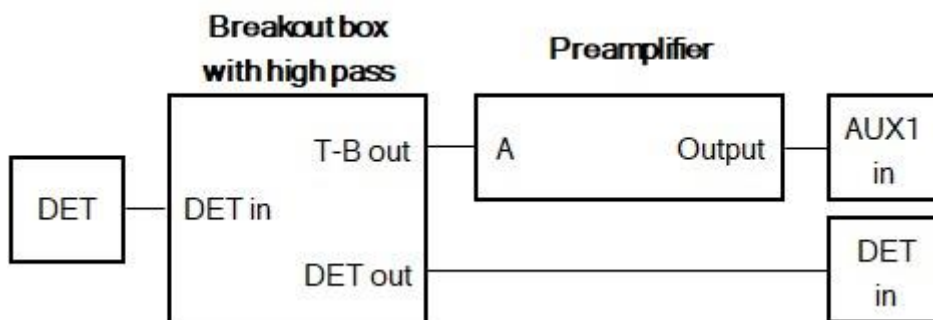 Breakout box
with high pass
Preamplifier
DET
DET in
T-B out
DET out
A
Output
AUX1
in
DET
in